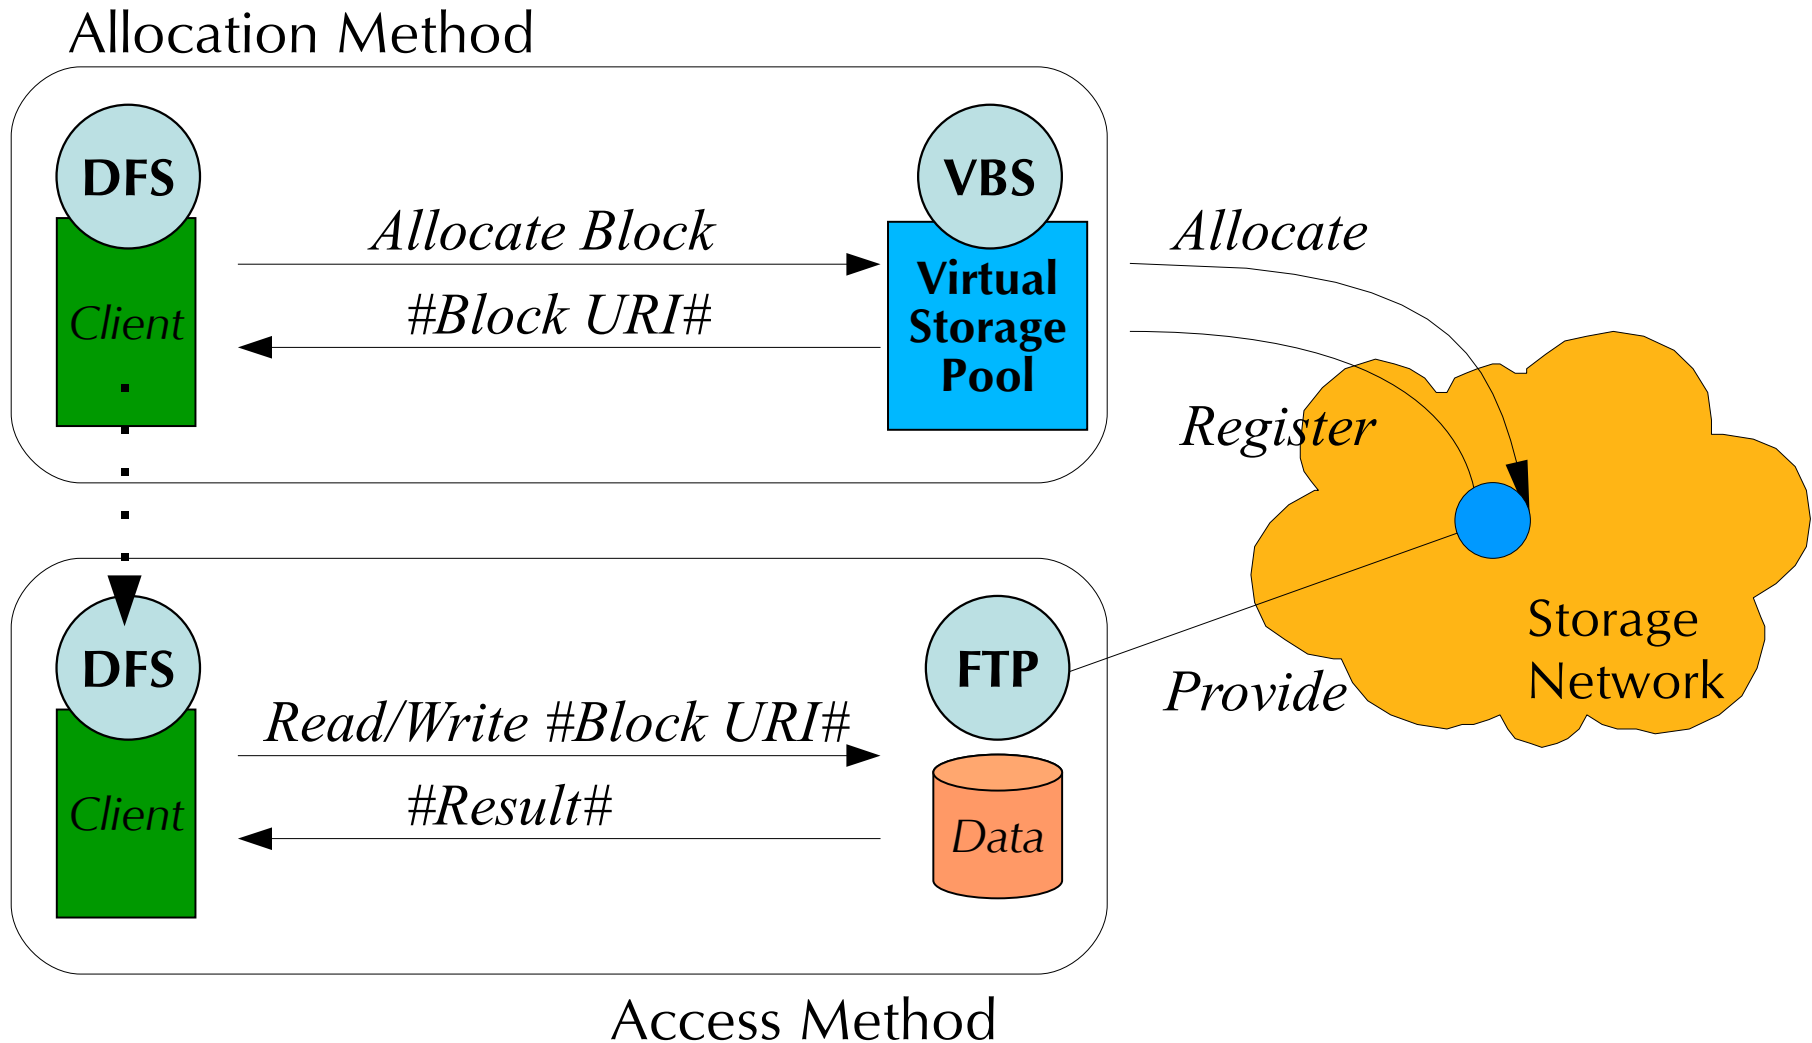 Allocation Method
DFS
Client
Allocate Block
#Block URI#
VBS
Virtual
Storage
Pool
Allocate
Register
Storage
Network
Provide
DFS
Client
Read/Write #Block URI#
#Result#
FTP
Data
Access Method